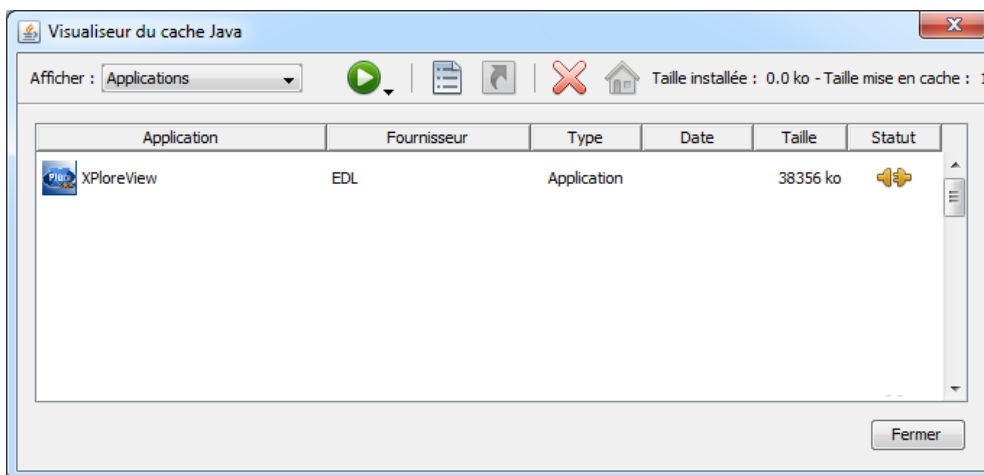 Visualiseur du cache Java
Afficher : Applications Taille installée : 0.0 ko - Taille mise en cache : 1
Application Fournisseur Type Date Taille Statut
XPloreView EDL Application 38356 ko
Fermer